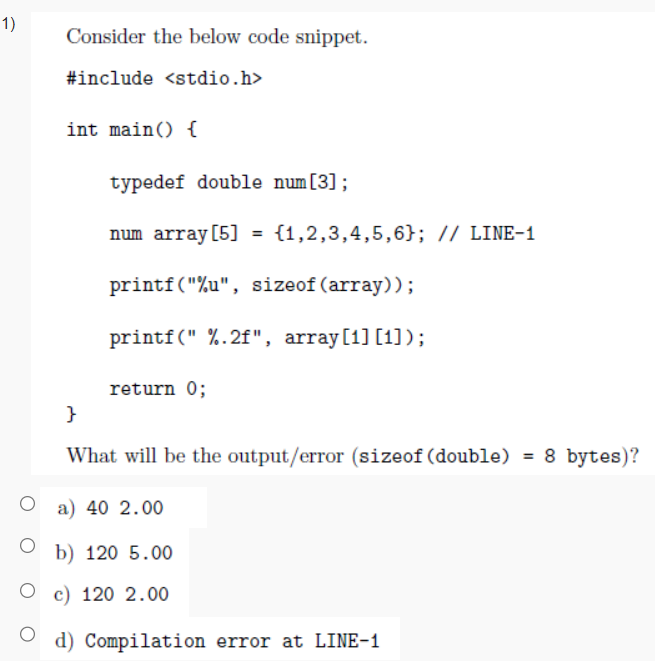 1)
Consider the below code snippet.
#include <stdio.h>
int main() {
typedef double num[3];
num array[5] = {1,2,3,4,5,6}; // LINE-1
printf("%u", sizeof(array));
printf(" %.2f", array[1][1]);
return 0;
}
What will be the output/error (sizeof(double) = 8 bytes)?
a) 40 2.00
b) 120 5.00
c) 120 2.00
d) Compilation error at LINE-1